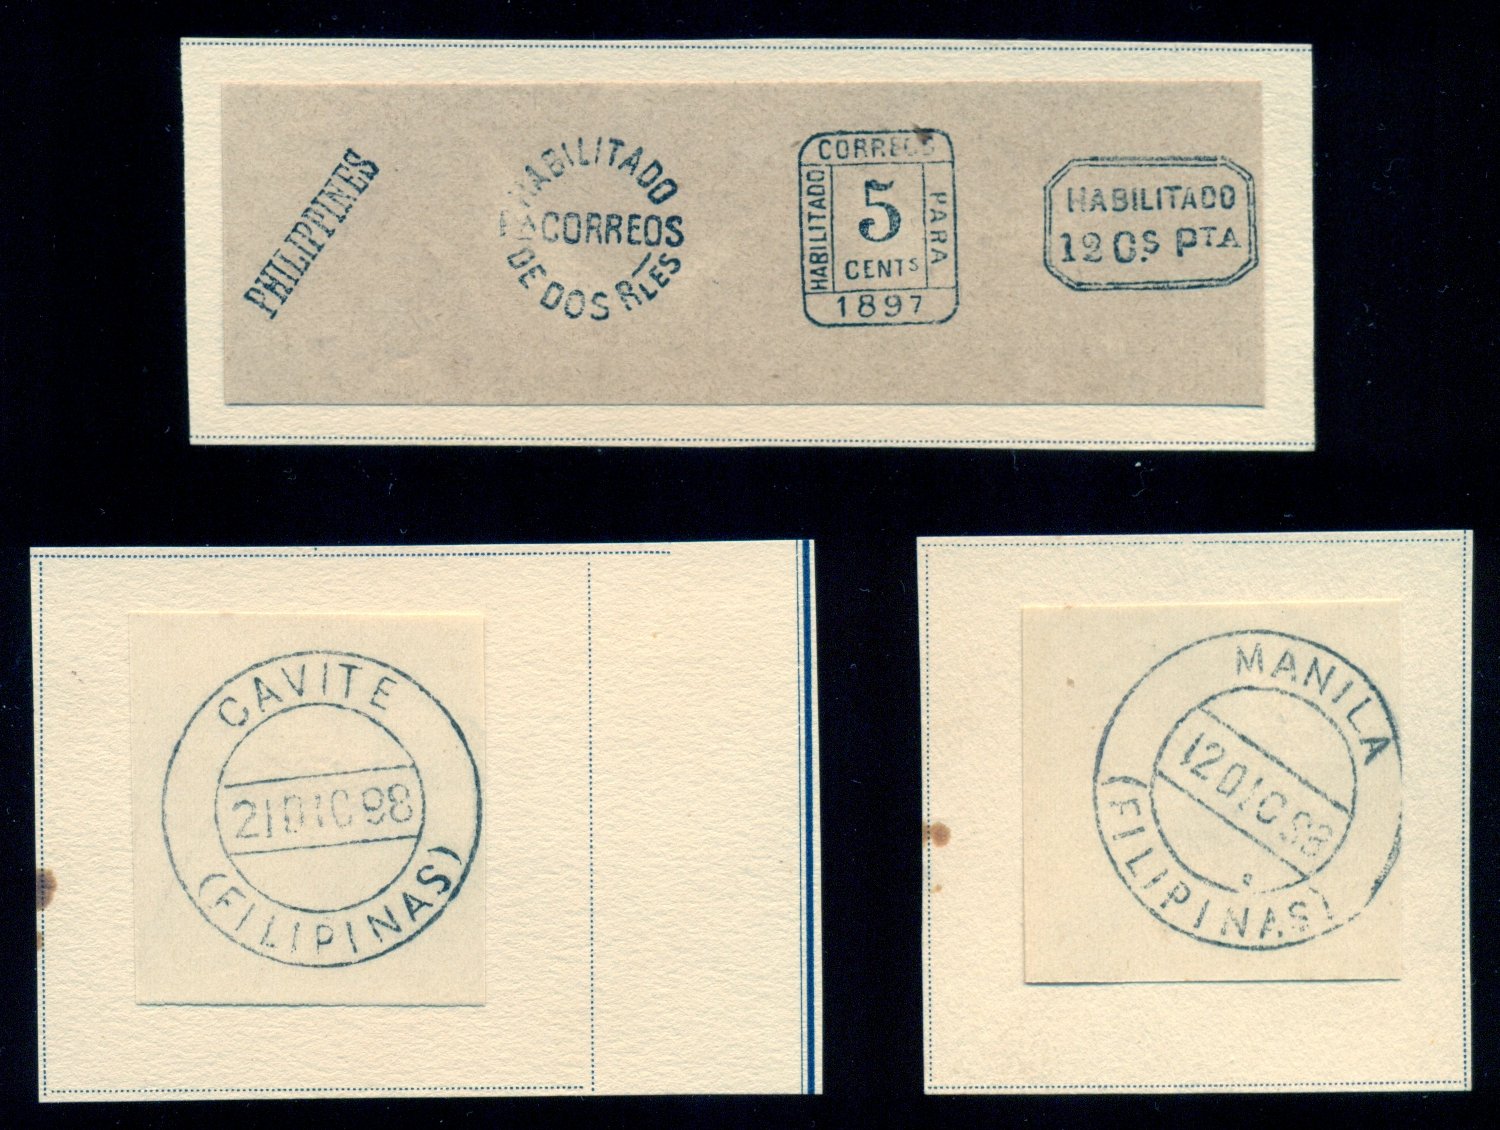 PHILIPPINES
HABILITADO
CORREOS
DE DOS RLES
CORREOS
HABILITADO
5
CENTS
PARA
1897
HABILITADO
12 Cs. PTA
CAVITE
21 DIC 98
(FILIPINAS)
MANILA
12 DIC 98
(FILIPINAS)